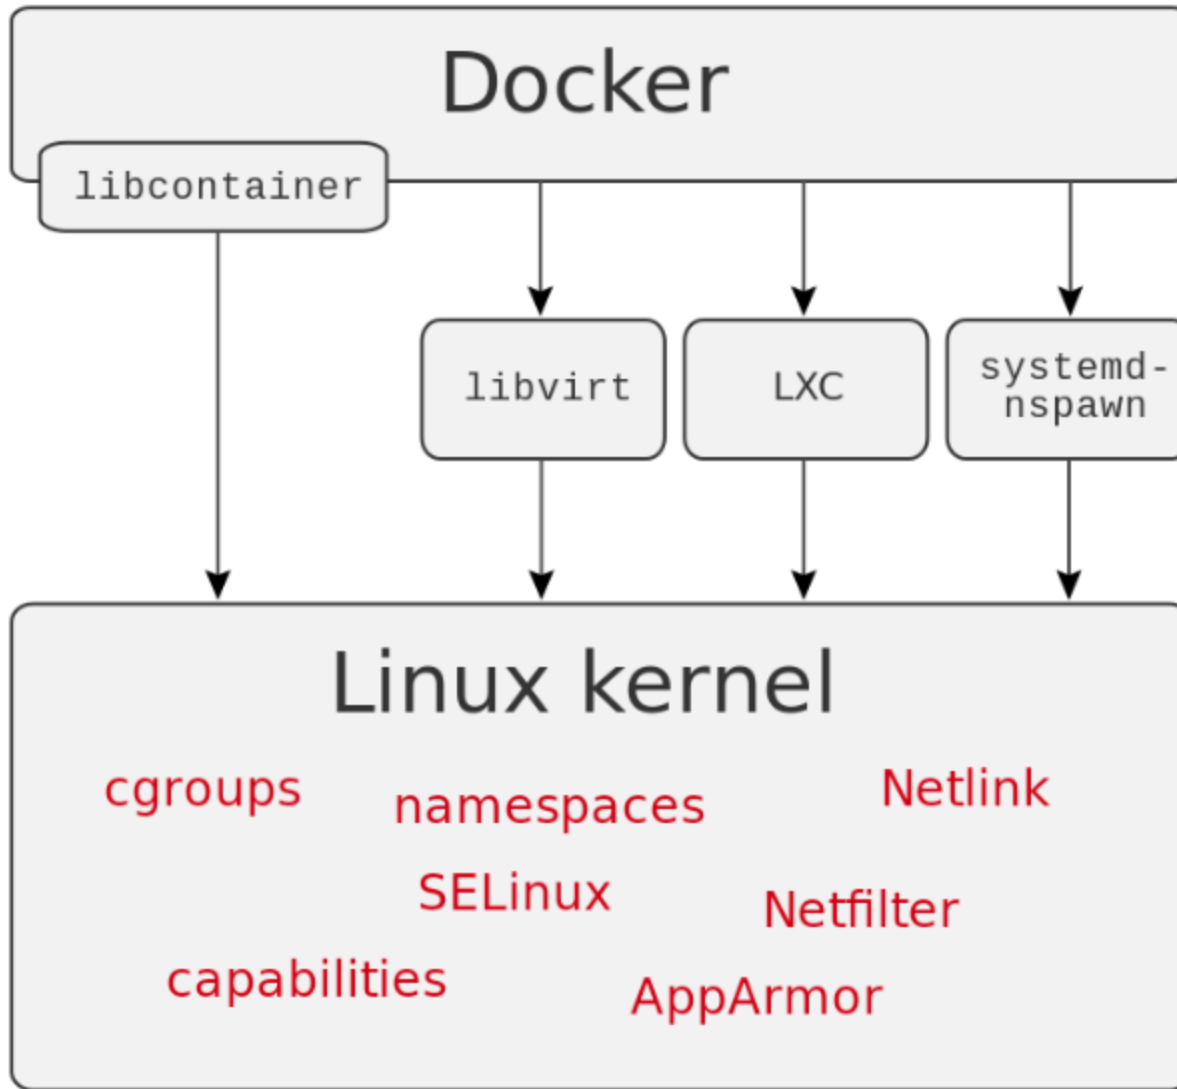 Docker
libcontainer
libvirt
LXC
systemd-
nspawn
Linux kernel
cgroups
namespaces
Netlink
SELinux
Netfilter
capabilities
AppArmor